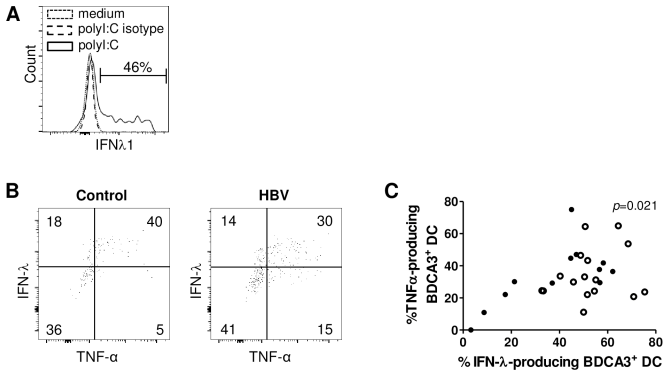 A
medium
polyI:C isotype
polyI:C
46%
Count
IFNλ1
B
Control
HBV
18
40
36
5
14
30
41
15
IFN-λ
IFN-λ
TNF-α
TNF-α
C
p=0.021
80
60
40
20
0
%TNFα-producing
BDCA3⁺ DC
0
20
40
60
80
% IFN-λ-producing BDCA3⁺ DC